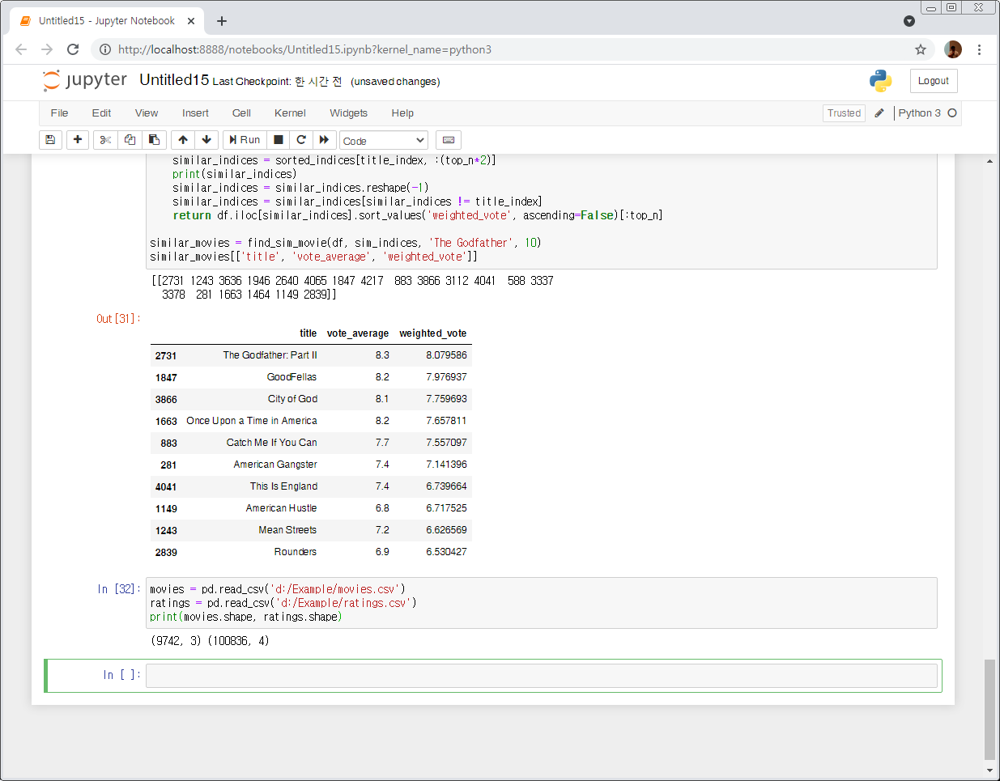 Untitled15 - Jupyter Notebook
http://localhost:8888/notebooks/Untitled15.ipynb?kernel_name=python3
jupyter Untitled15 Last Checkpoint: 한 시간 전 (unsaved changes) Logout
File Edit View Insert Cell Kernel Widgets Help Trusted Python 3
Run Code
similar_indices = sorted_indices[title_index, :(top_n*2)]
print(similar_indices)
similar_indices = similar_indices.reshape(-1)
similar_indices = similar_indices[similar_indices != title_index]
return df.iloc[similar_indices].sort_values('weighted_vote', ascending=False)[:top_n]
similar_movies = find_sim_movie(df, sim_indices, 'The Godfather', 10)
similar_movies[['title', 'vote_average', 'weighted_vote']]
[[2731 1243 3636 1946 2640 4065 1847 4217 883 3866 3112 4041 588 3337
3378 281 1663 1464 1149 2839]]
Out[31]:
title vote_average weighted_vote
2731 The Godfather: Part II 8.3 8.079586
1847 GoodFellas 8.2 7.976937
3866 City of God 8.1 7.759693
1663 Once Upon a Time in America 8.2 7.657811
883 Catch Me If You Can 7.7 7.557097
281 American Gangster 7.4 7.141396
4041 This Is England 7.4 6.739664
1149 American Hustle 6.8 6.717525
1243 Mean Streets 7.2 6.626569
2839 Rounders 6.9 6.530427
In [32]: movies = pd.read_csv('d:/Example/movies.csv')
ratings = pd.read_csv('d:/Example/ratings.csv')
print(movies.shape, ratings.shape)
(9742, 3) (100836, 4)
In [ ]: